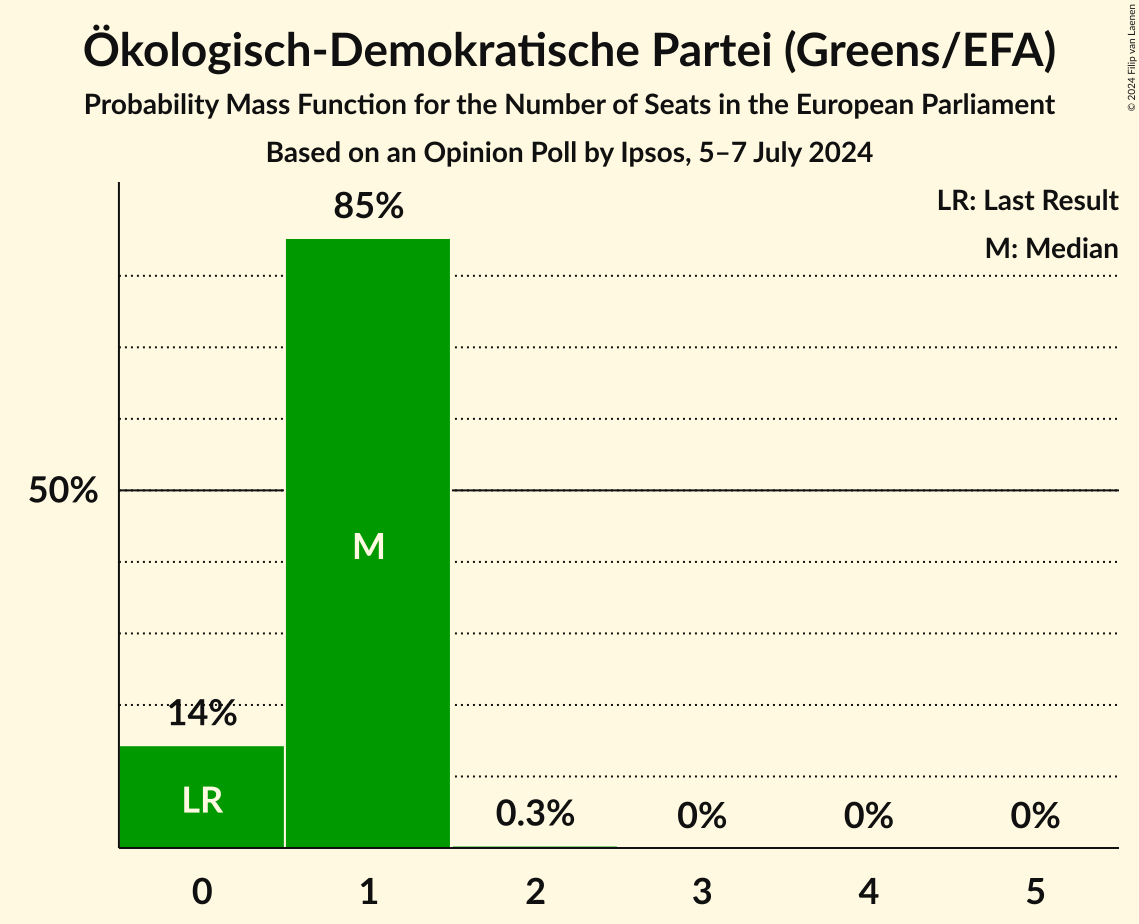 Ökologisch-Demokratische Partei (Greens/EFA)
Probability Mass Function for the Number of Seats in the European Parliament
Based on an Opinion Poll by Ipsos, 5–7 July 2024
© 2024 Filip van Laenen
LR: Last Result
M: Median
85%
50%
M
14%
LR
0.3%
0%
0%
0%
0
1
2
3
4
5